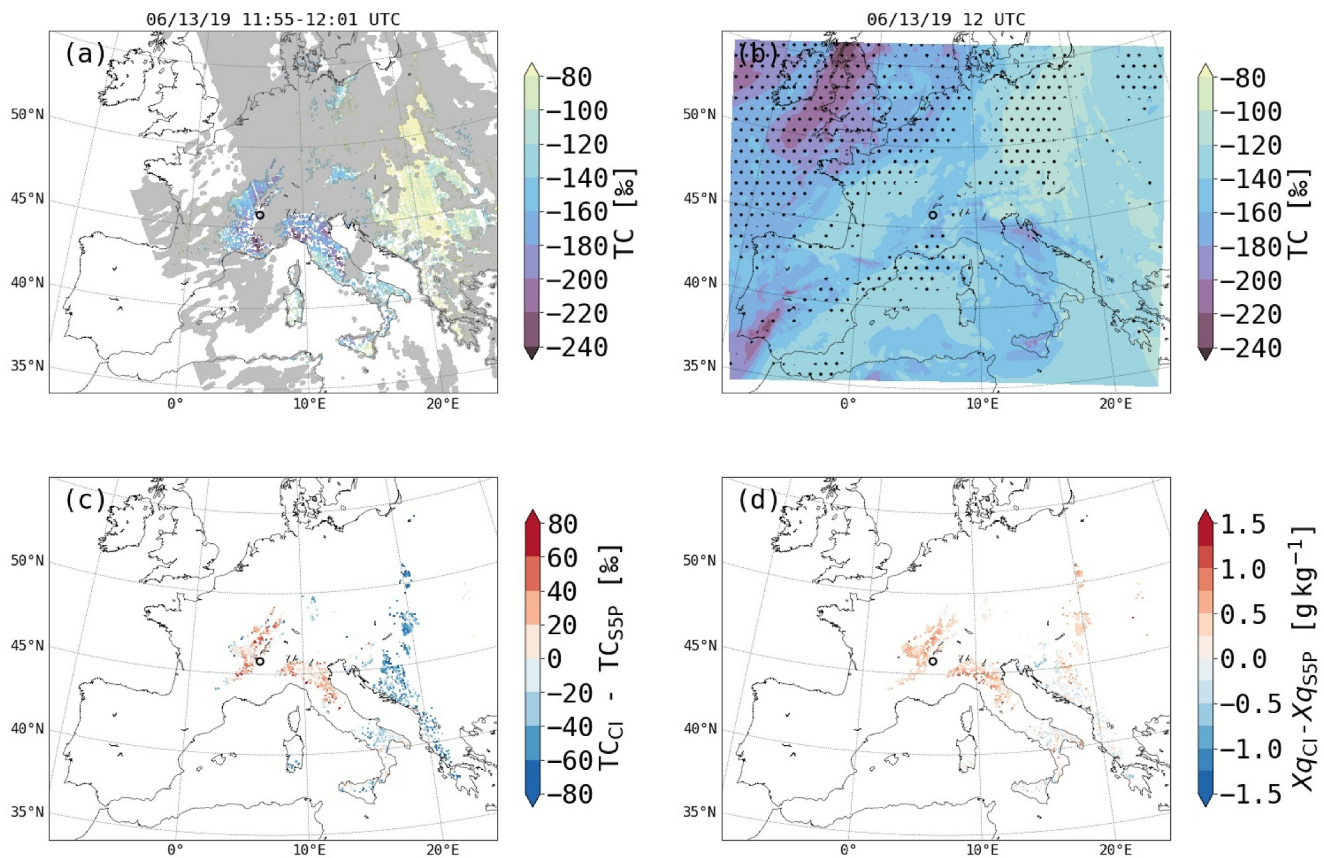 06/13/19 11:55-12:01 UTC
(a)
50°N
45°N
40°N
35°N
0°
10°E
20°E
−80
−100
−120
−140
−160
−180
−200
−220
−240
TC [‰]
06/13/19 12 UTC
(b)
50°N
45°N
40°N
35°N
0°
10°E
20°E
−80
−100
−120
−140
−160
−180
−200
−220
−240
TC [‰]
(c)
50°N
45°N
40°N
35°N
0°
10°E
20°E
80
60
40
20
0
−20
−40
−60
−80
TC_CI - TC_S5P [‰]
(d)
50°N
45°N
40°N
35°N
0°
10°E
20°E
1.5
1.0
0.5
0.0
−0.5
−1.0
−1.5
Xq_CI-Xq_S5P [g kg⁻¹]